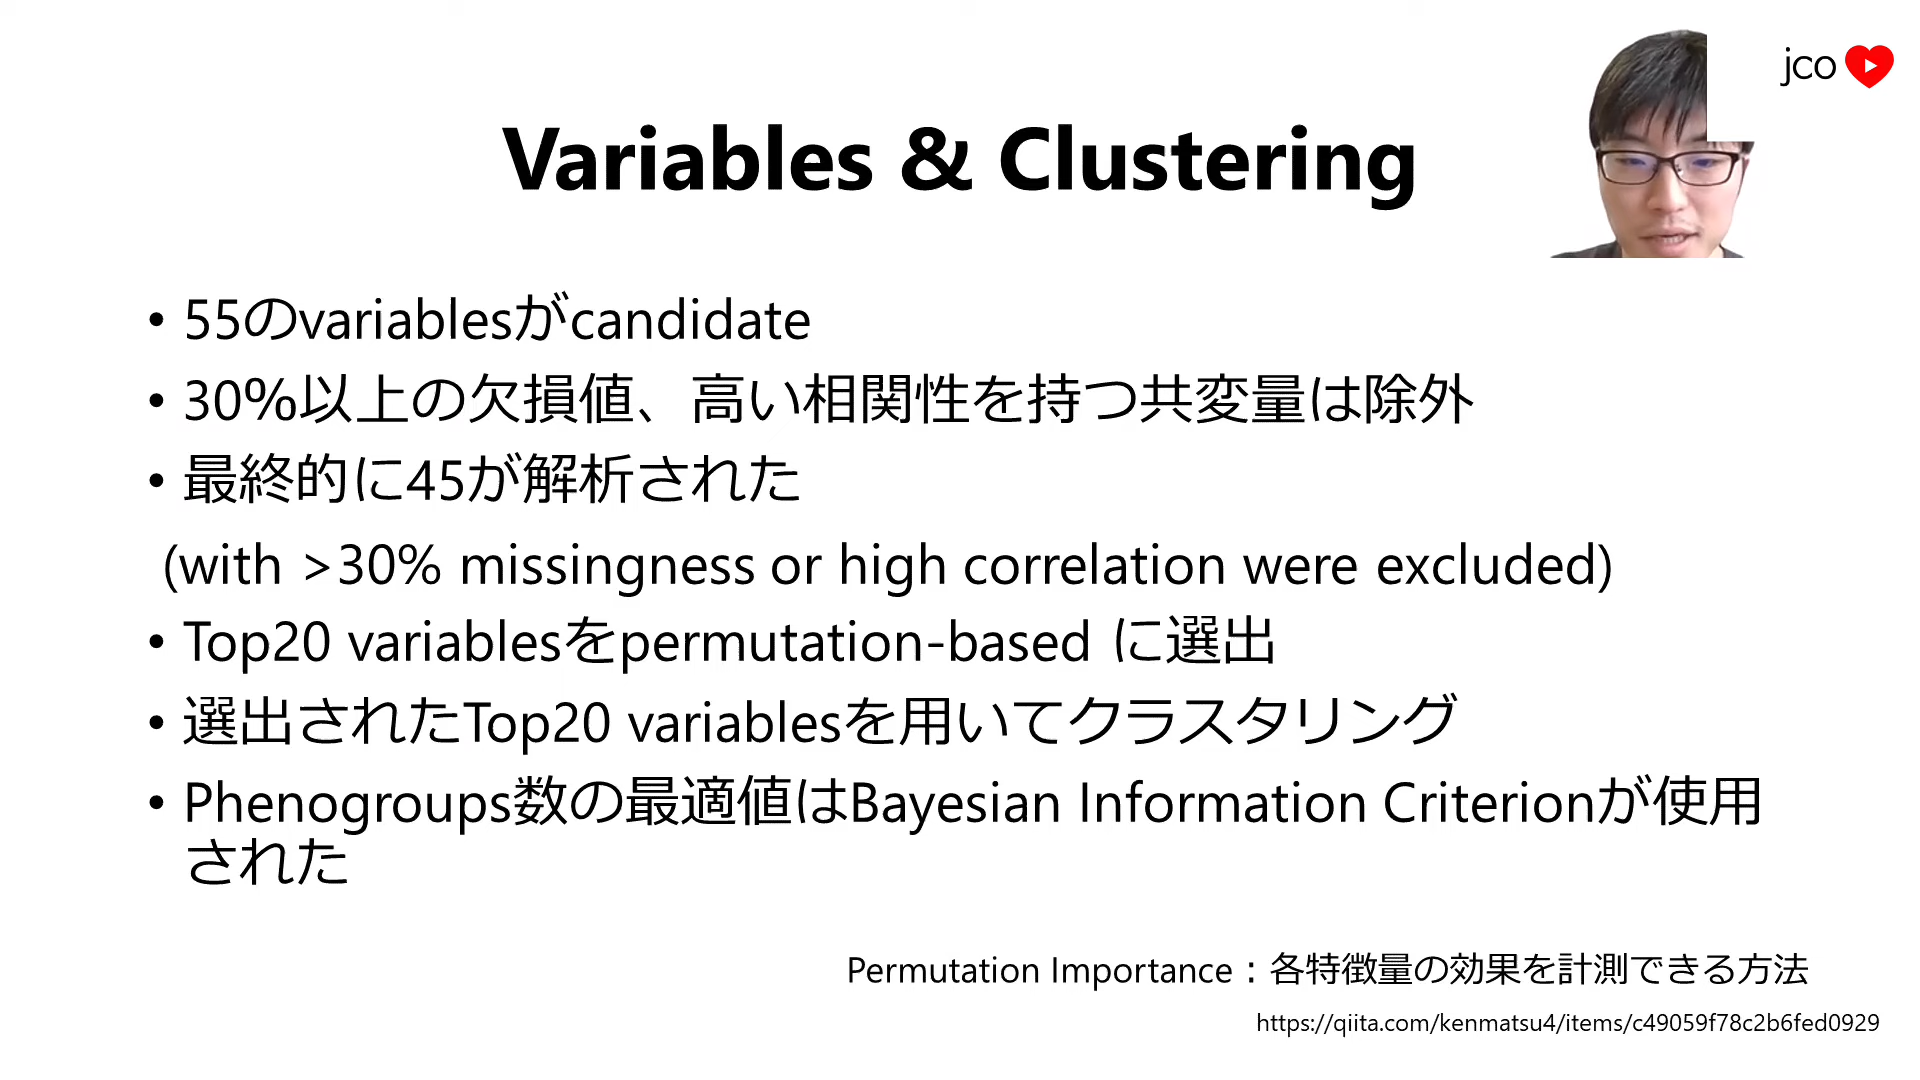 jco
Variables & Clustering
• 55のvariablesがcandidate
• 30%以上の欠損値、高い相関性を持つ共変量は除外
• 最終的に45が解析された
(with >30% missingness or high correlation were excluded)
• Top20 variablesをpermutation-based に選出
• 選出されたTop20 variablesを用いてクラスタリング
• Phenogroups数の最適値はBayesian Information Criterionが使用
された
Permutation Importance：各特徴量の効果を計測できる方法
https://qiita.com/kenmatsu4/items/c49059f78c2b6fed0929